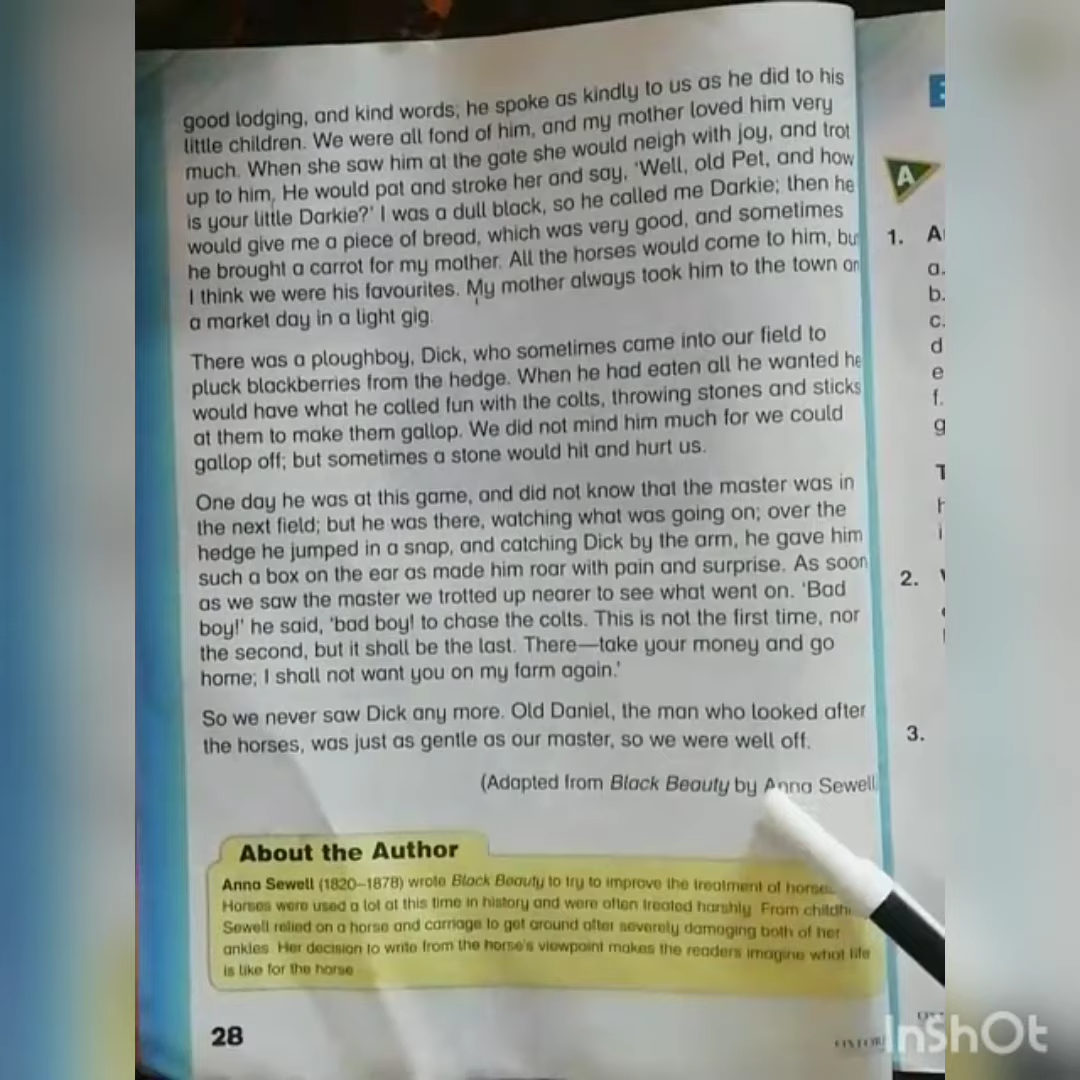 good lodging, and kind words; he spoke as kindly to us as he did to his
little children. We were all fond of him, and my mother loved him very
much. When she saw him at the gate she would neigh with joy, and trot
up to him. He would pat and stroke her and say, 'Well, old Pet, and how
is your little Darkie?' I was a dull black, so he called me Darkie; then he
would give me a piece of bread, which was very good, and sometimes
he brought a carrot for my mother. All the horses would come to him, bu
I think we were his favourites. My mother always took him to the town on
a market day in a light gig.
There was a ploughboy, Dick, who sometimes came into our field to
pluck blackberries from the hedge. When he had eaten all he wanted he
would have what he called fun with the colts, throwing stones and sticks
at them to make them gallop. We did not mind him much for we could
gallop off; but sometimes a stone would hit and hurt us.
One day he was at this game, and did not know that the master was in
the next field; but he was there, watching what was going on; over the
hedge he jumped in a snap, and catching Dick by the arm, he gave him
such a box on the ear as made him roar with pain and surprise. As soon
as we saw the master we trotted up nearer to see what went on. 'Bad
boy!' he said, 'bad boy! to chase the colts. This is not the first time, nor
the second, but it shall be the last. There—take your money and go
home; I shall not want you on my farm again.'
So we never saw Dick any more. Old Daniel, the man who looked after
the horses, was just as gentle as our master, so we were well off.
(Adapted from Black Beauty by Anna Sewell
About the Author
Anna Sewell (1820–1878) wrote Black Beauty to try to improve the treatment of horses.
Horses were used a lot at this time in history and were often treated harshly. From childh
Sewell relied on a horse and carriage to get around after severely damaging both of her
ankles. Her decision to write from the horse's viewpoint makes the readers imagine what life
is like for the horse
28
A
1. A
a.
b.
c.
d
e
f.
g
2.
3.
InShOt